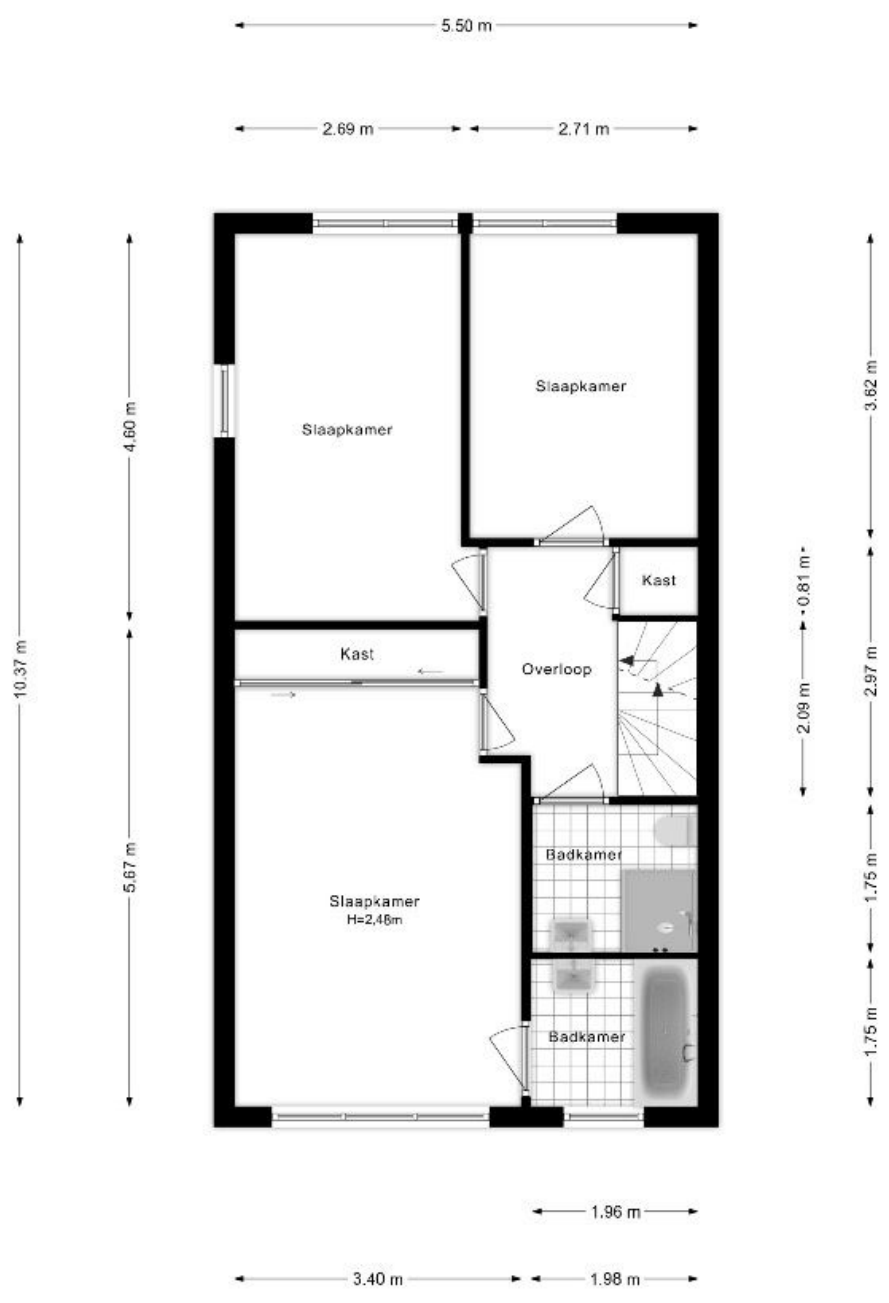 5.50 m
2.69 m
2.71 m
3.62 m
4.60 m
10.37 m
Slaapkamer
Slaapkamer
0.81 m
Kast
Kast
Overloop
2.09 m
2.97 m
5.67 m
Badkamer
1.75 m
Slaapkamer
H=2,48m
Badkamer
1.75 m
1.96 m
3.40 m
1.98 m